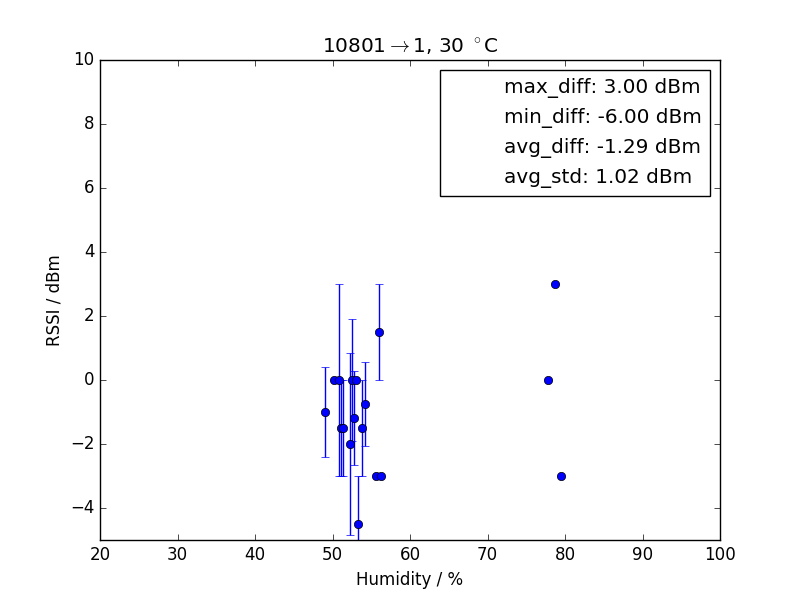 10801→1, 30 °C
max_diff: 3.00 dBm
min_diff: -6.00 dBm
avg_diff: -1.29 dBm
avg_std: 1.02 dBm
10
8
6
4
2
0
−2
−4
RSSI / dBm
20 30 40 50 60 70 80 90 100
Humidity / %